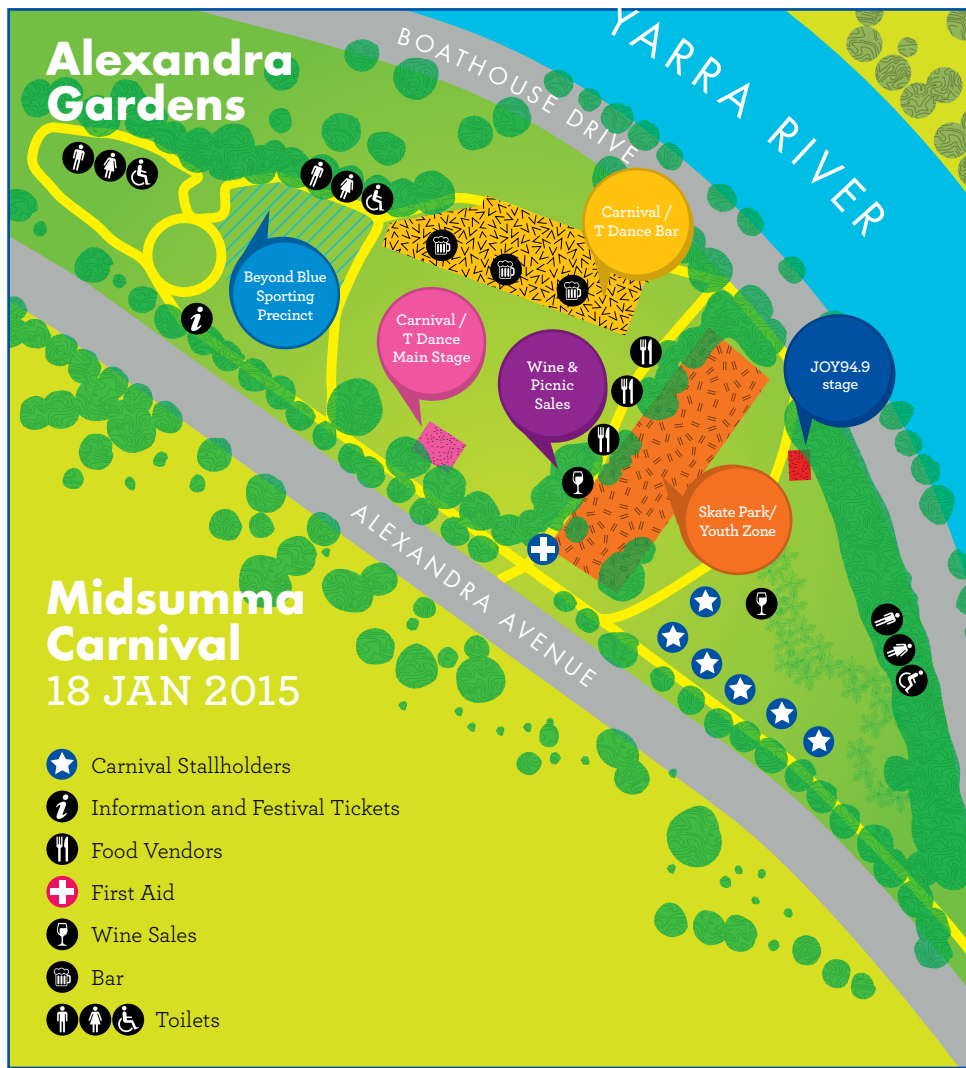 Alexandra
Gardens
BOATHOUSE DRIVE
YARRA RIVER
Carnival /
T Dance Bar
Beyond Blue
Sporting
Precinct
Carnival /
T Dance
Main Stage
Wine &
Picnic
Sales
JOY94.9
stage
Skate Park/
Youth Zone
ALEXANDRA AVENUE
Midsumma
Carnival
18 JAN 2015
Carnival Stallholders
i Information and Festival Tickets
Food Vendors
First Aid
Wine Sales
Bar
Toilets
i